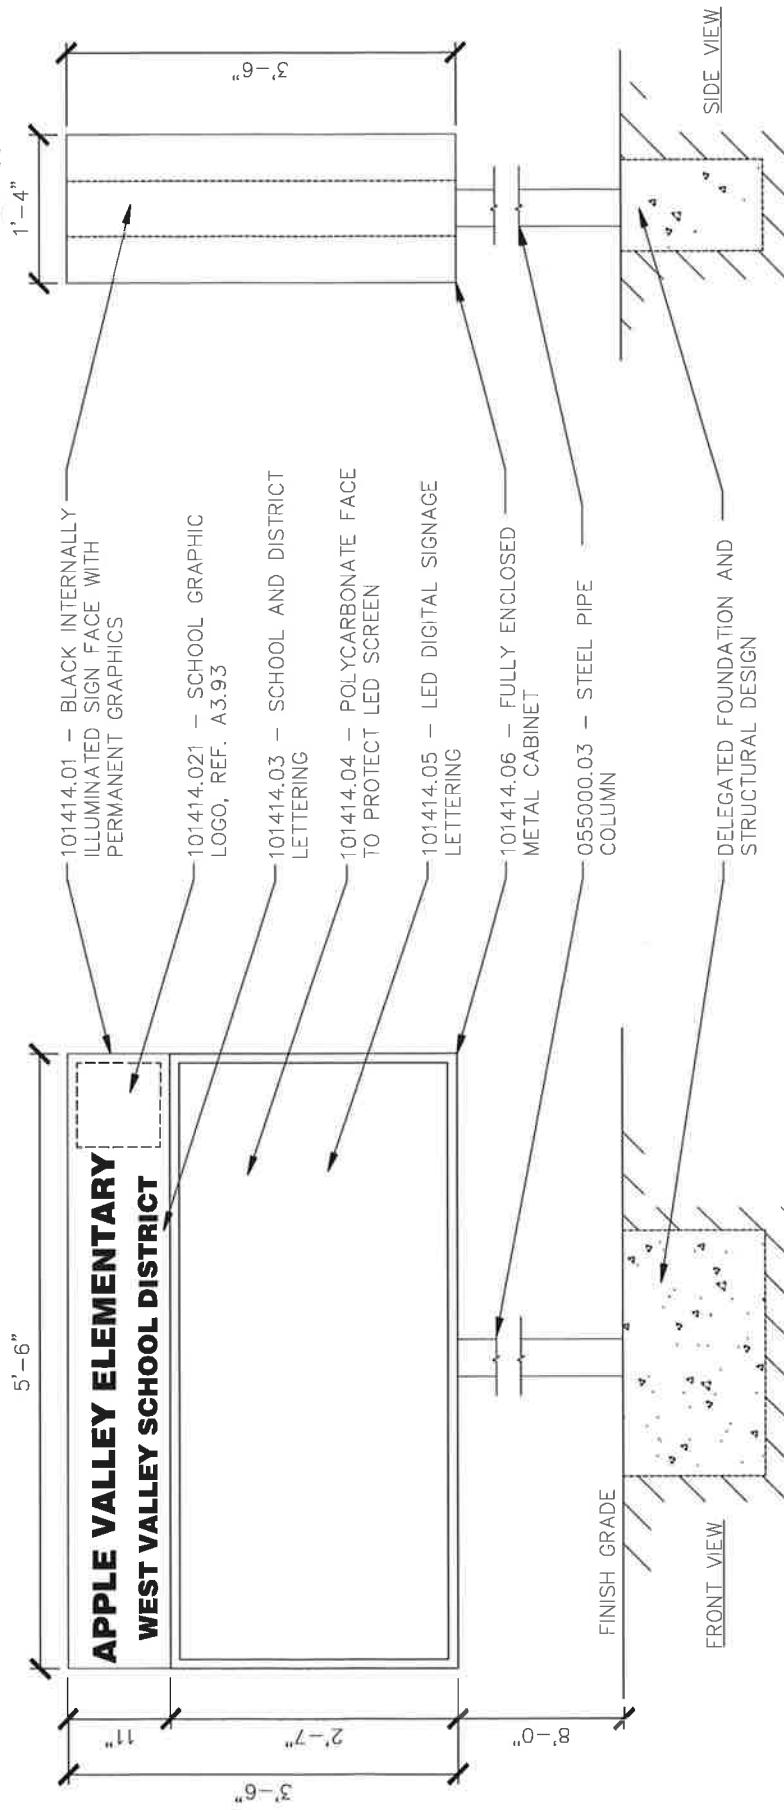 5'-6"
1'-4"
3'-6"
APPLE VALLEY ELEMENTARY
WEST VALLEY SCHOOL DISTRICT
11"
2'-7"
3'-6"
8'-0"
101414.01 – BLACK INTERNALLY
ILLUMINATED SIGN FACE WITH
PERMANENT GRAPHICS
101414.021 – SCHOOL GRAPHIC
LOGO, REF. A3.93
101414.03 – SCHOOL AND DISTRICT
LETTERING
101414.04 – POLYCARBONATE FACE
TO PROTECT LED SCREEN
101414.05 – LED DIGITAL SIGNAGE
LETTERING
101414.06 – FULLY ENCLOSED
METAL CABINET
055000.03 – STEEL PIPE
COLUMN
DELEGATED FOUNDATION AND
STRUCTURAL DESIGN
FINISH GRADE
FRONT VIEW
SIDE VIEW